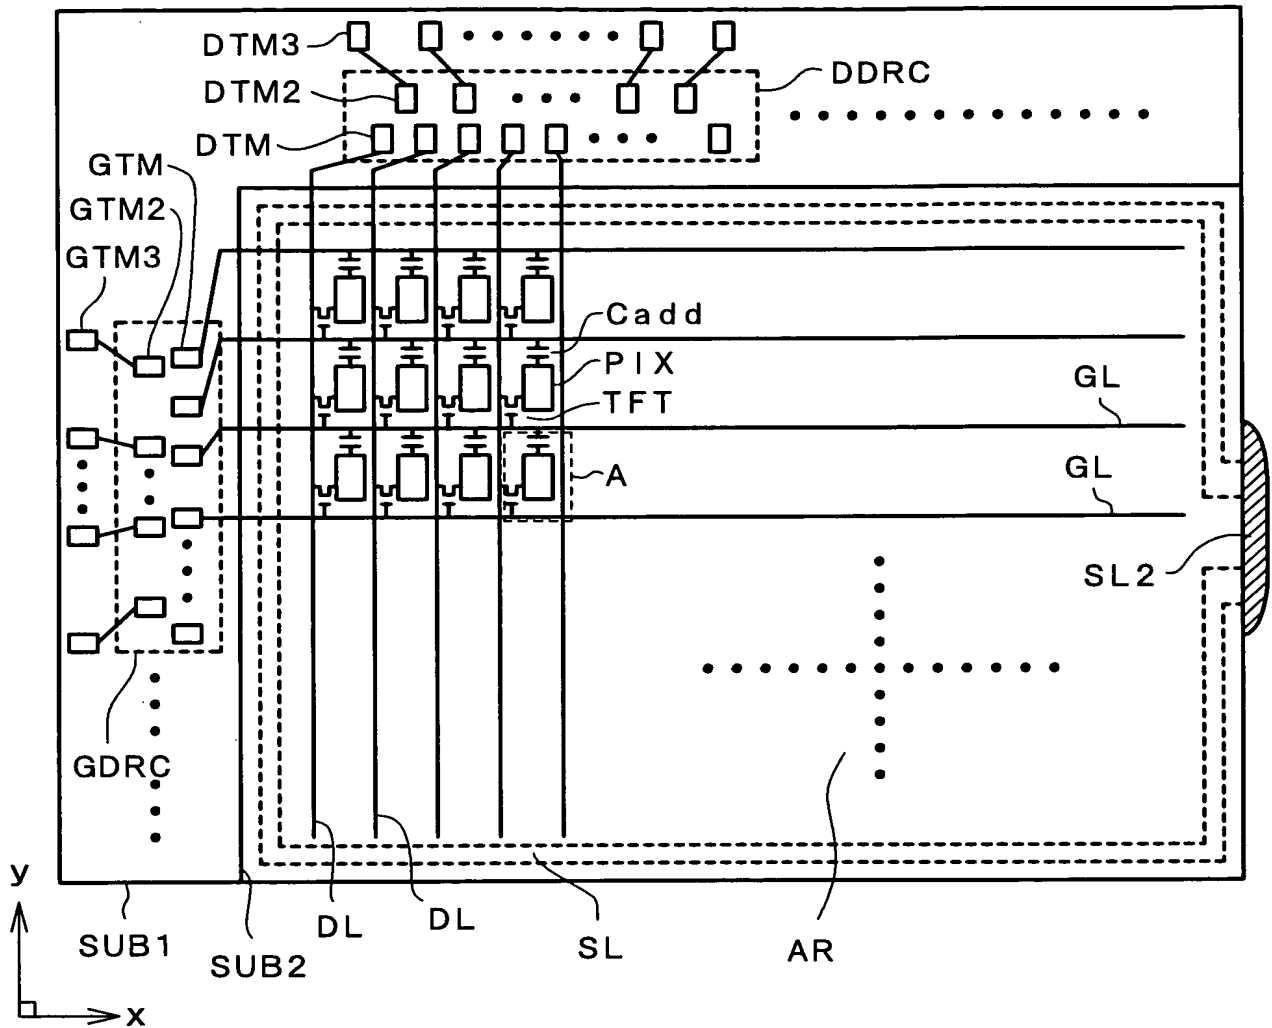 DTM3
DDRC
DTM2
DTM
GTM
GTM2
GTM3
Cadd
PIX
GL
TFT
GL
A
SL2
GDRC
y
DL
DL
SUB1
SUB2
SL
AR
x